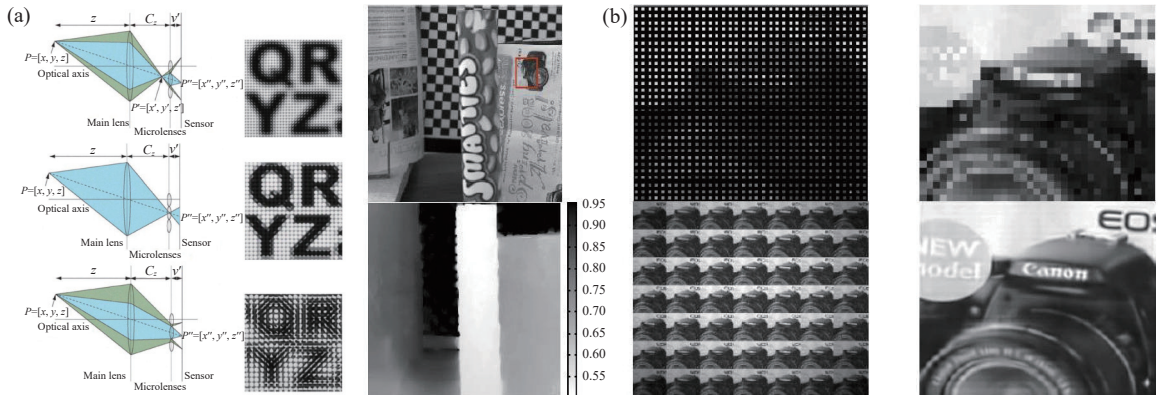 (a)
z
C_z
v′
P=[x, y, z]
Optical axis
P″=[x″, y″, z″]
P′=[x′, y′, z′]
Main lens
Sensor
Microlenses
QR
YZ
z
C_z
v′
P=[x, y, z]
Optical axis
P″=[x″, y″, z″]
Main lens
Sensor
Microlenses
QR
YZ
z
C_z
v′
P=[x, y, z]
Optical axis
P″=[x″, y″, z″]
Main lens
Sensor
Microlenses
QR
YZ
SMARTIES
0.95
0.90
0.85
0.80
0.75
0.70
0.65
0.60
0.55
(b)
EOS
NEW
model
Canon